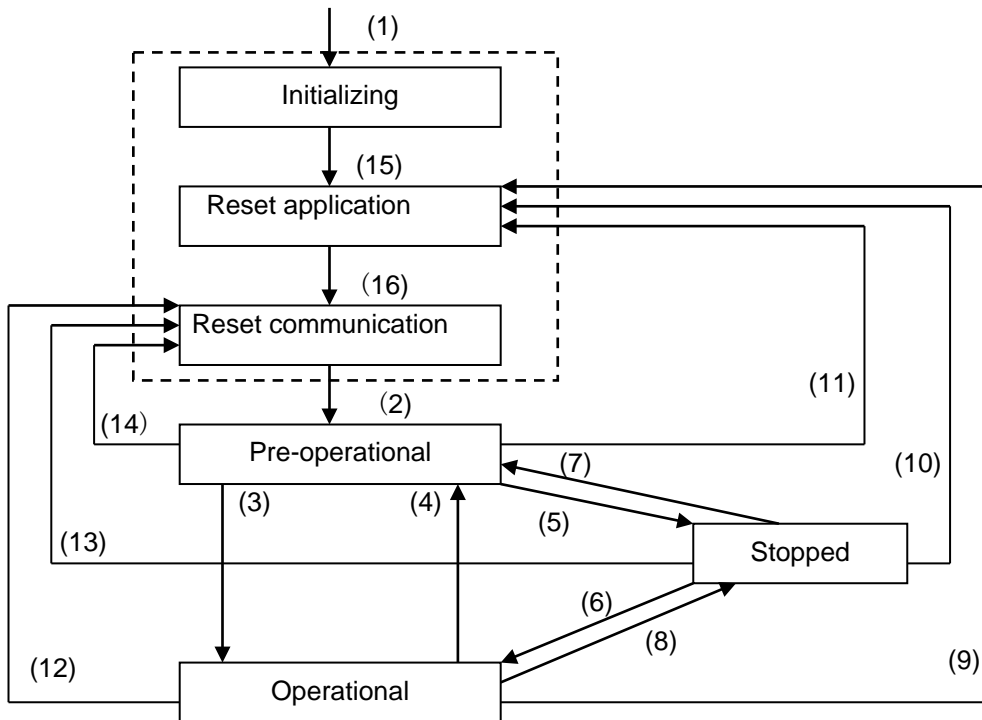 (1)
Initializing
(15)
Reset application
（16)
Reset communication
（2)
(11)
(14）
Pre-operational
(7)
(10)
(3)
(4)
(5)
(13)
Stopped
(6)
(8)
(12)
(9)
Operational